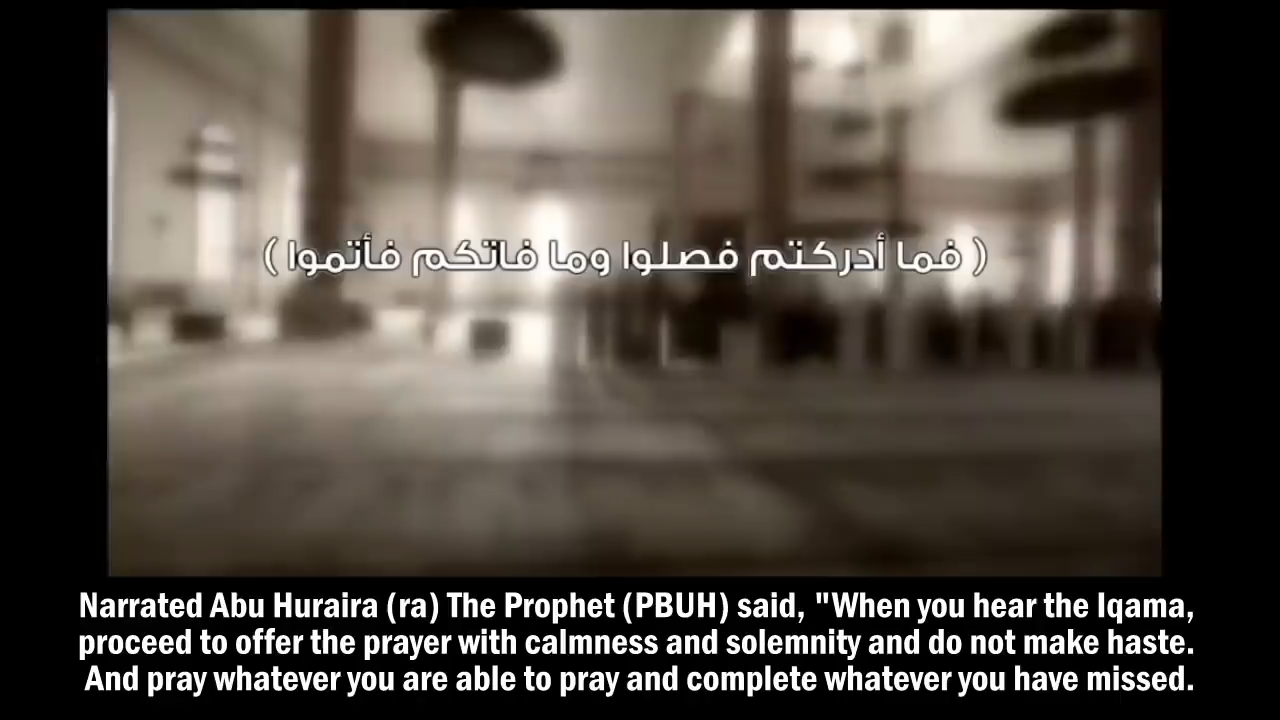 ( فما أدركتم فصلوا وما فاتكم فأتموا )
Narrated Abu Huraira (ra) The Prophet (PBUH) said, "When you hear the Iqama,
proceed to offer the prayer with calmness and solemnity and do not make haste.
And pray whatever you are able to pray and complete whatever you have missed.